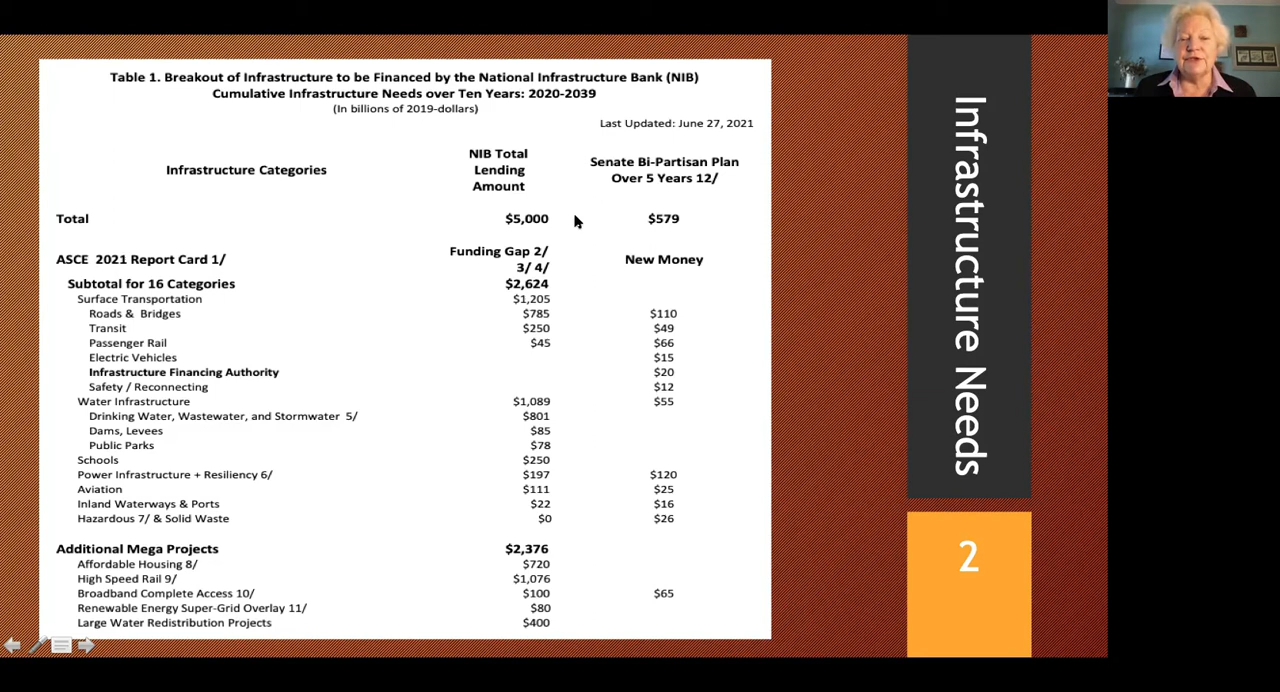 Table 1. Breakout of Infrastructure to be Financed by the National Infrastructure Bank (NIB)
Cumulative Infrastructure Needs over Ten Years: 2020-2039
(In billions of 2019-dollars)
Last Updated: June 27, 2021
Infrastructure Categories NIB Total Lending Amount Senate Bi-Partisan Plan Over 5 Years 12/
Total $5,000 $579
ASCE 2021 Report Card 1/ Funding Gap 2/ 3/ 4/ New Money
Subtotal for 16 Categories $2,624
Surface Transportation $1,205
Roads & Bridges $785 $110
Transit $250 $49
Passenger Rail $45 $66
Electric Vehicles $15
Infrastructure Financing Authority $20
Safety / Reconnecting $12
Water Infrastructure $1,089 $55
Drinking Water, Wastewater, and Stormwater 5/ $801
Dams, Levees $85
Public Parks $78
Schools $250
Power Infrastructure + Resiliency 6/ $197 $120
Aviation $111 $25
Inland Waterways & Ports $22 $16
Hazardous 7/ & Solid Waste $0 $26
Additional Mega Projects $2,376
Affordable Housing 8/ $720
High Speed Rail 9/ $1,076
Broadband Complete Access 10/ $100 $65
Renewable Energy Super-Grid Overlay 11/ $80
Large Water Redistribution Projects $400
Infrastructure Needs
2